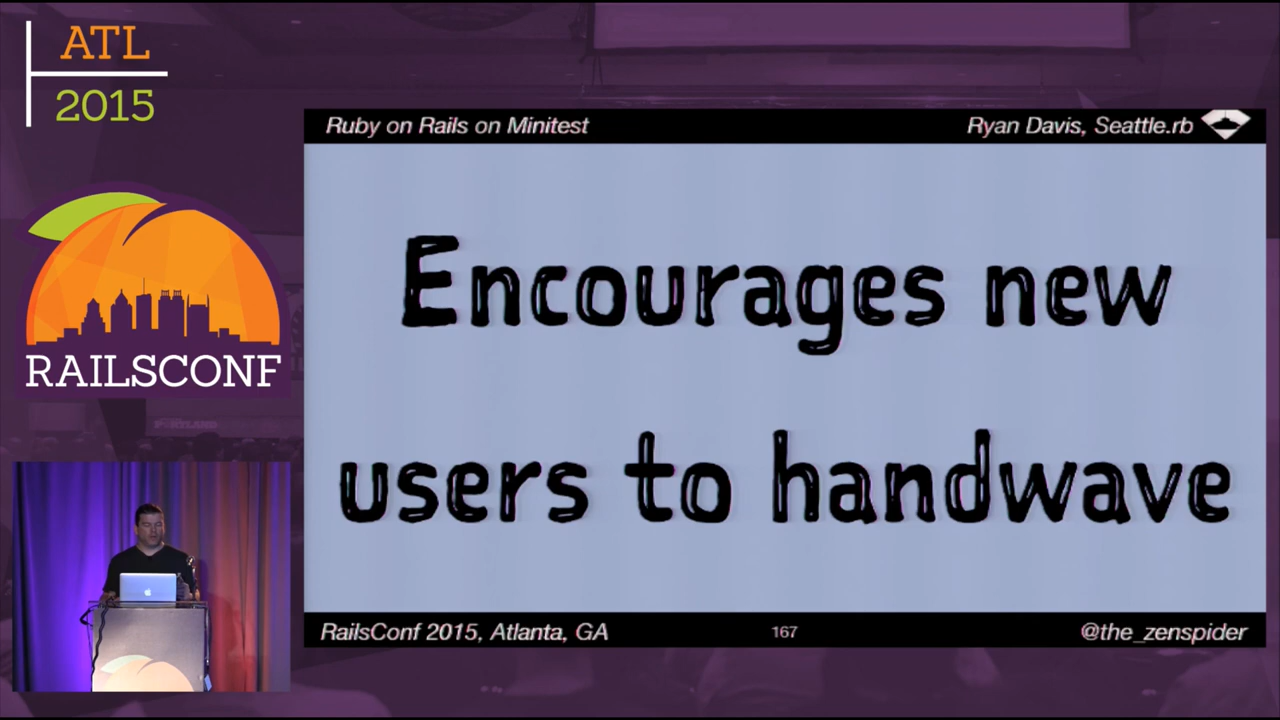 ATL
2015
RAILSCONF
Ruby on Rails on Minitest
Ryan Davis, Seattle.rb
Encourages new
users to handwave
RailsConf 2015, Atlanta, GA
167
@the_zenspider
PORTLAND